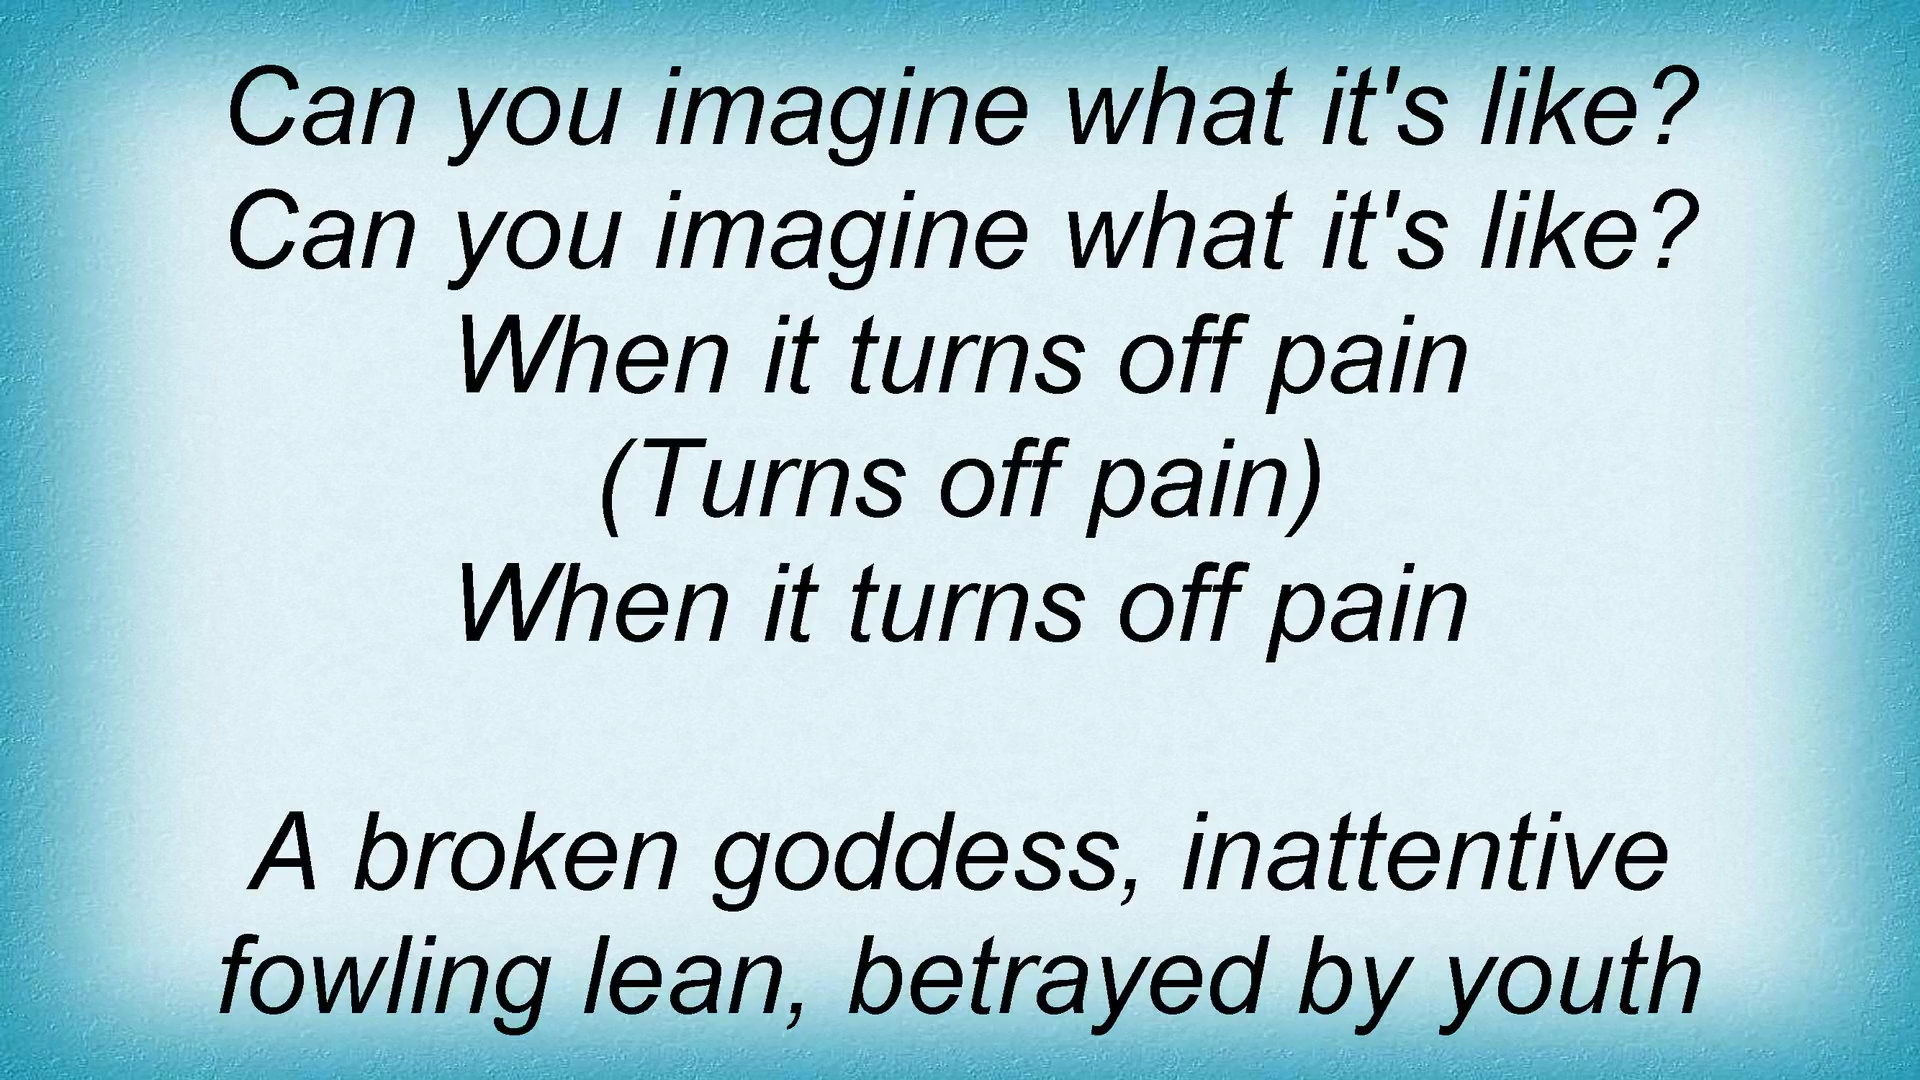 Can you imagine what it's like?
Can you imagine what it's like?
When it turns off pain
(Turns off pain)
When it turns off pain
A broken goddess, inattentive
fowling lean, betrayed by youth